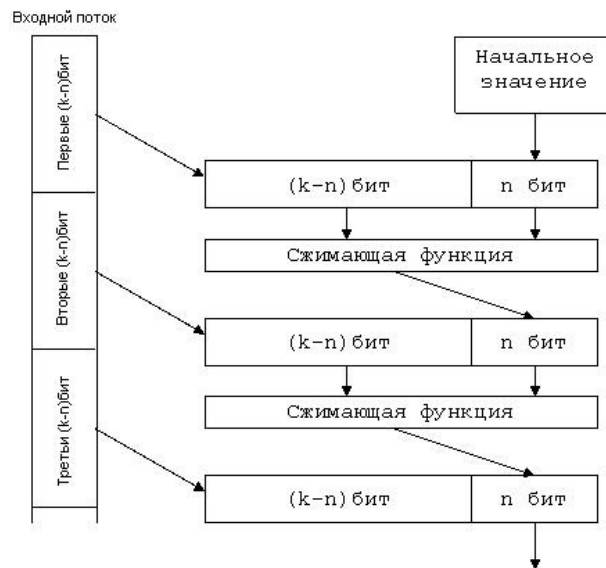 Входной поток
Начальное
значение
Первые (k-n)бит
(k-n)бит
n бит
Сжимающая функция
Вторые (k-n)бит
(k-n)бит
n бит
Сжимающая функция
Третьи (k-n)бит
(k-n)бит
n бит